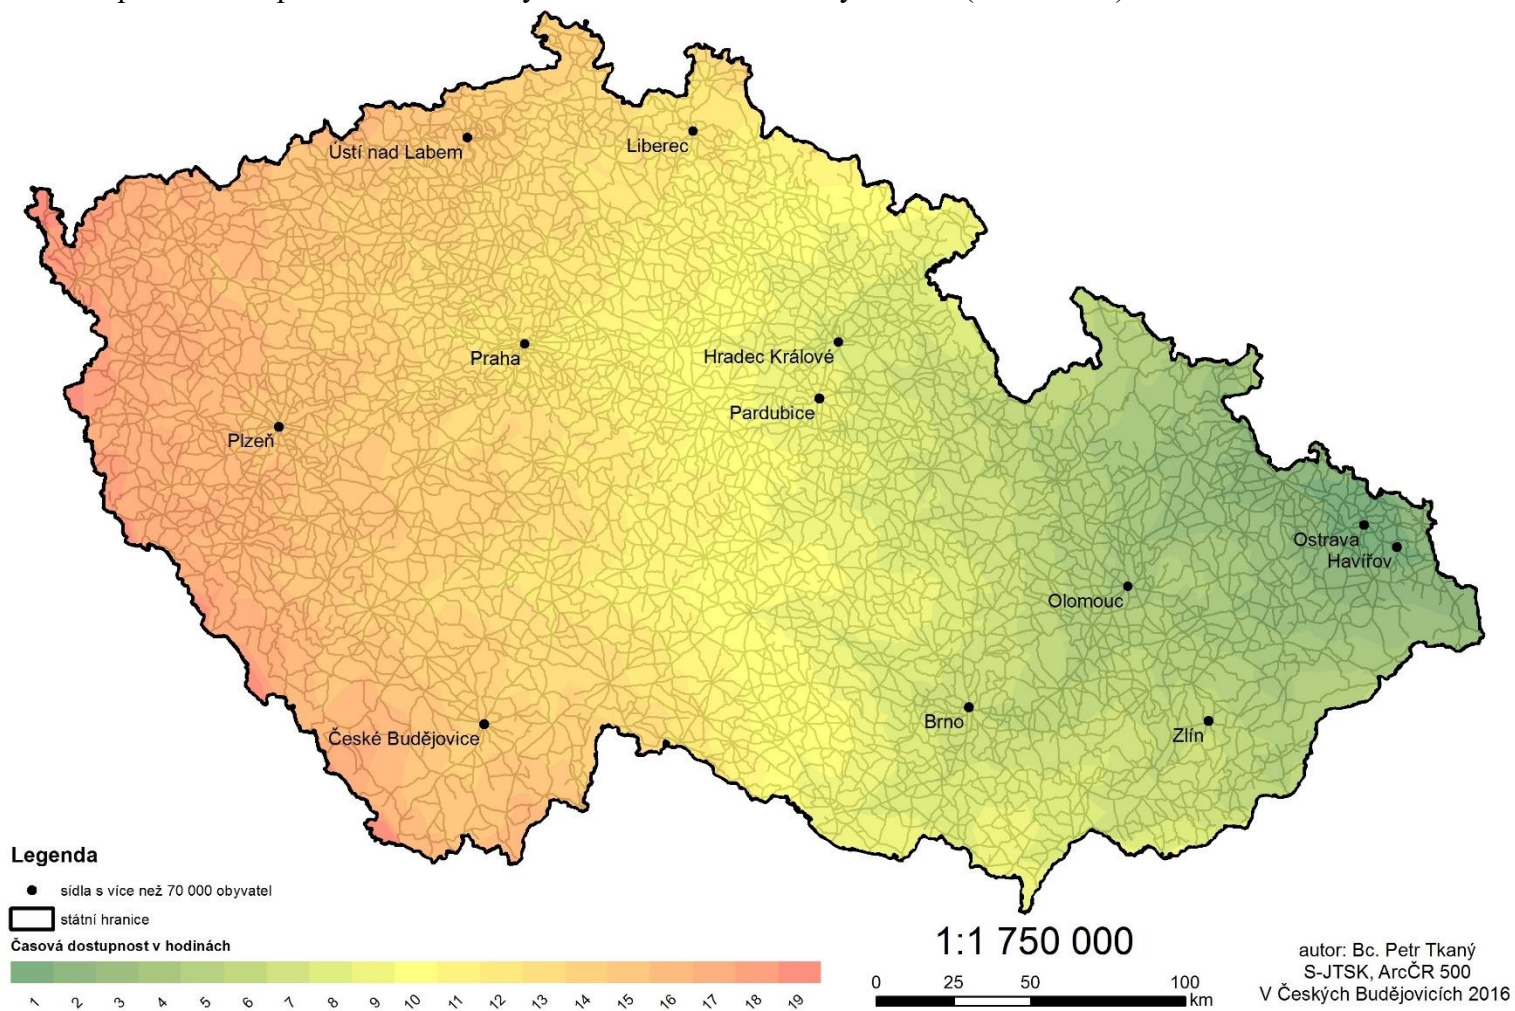 Ústí nad Labem
Liberec
Praha
Hradec Králové
Pardubice
Plzeň
Ostrava
Havířov
Olomouc
Brno
Zlín
České Budějovice
Legenda
sídla s více než 70 000 obyvatel
státní hranice
Časová dostupnost v hodinách
1 2 3 4 5 6 7 8 9 10 11 12 13 14 15 16 17 18 19
1:1 750 000
0 25 50 100
km
autor: Bc. Petr Tkaný
S-JTSK, ArcČR 500
V Českých Budějovicích 2016